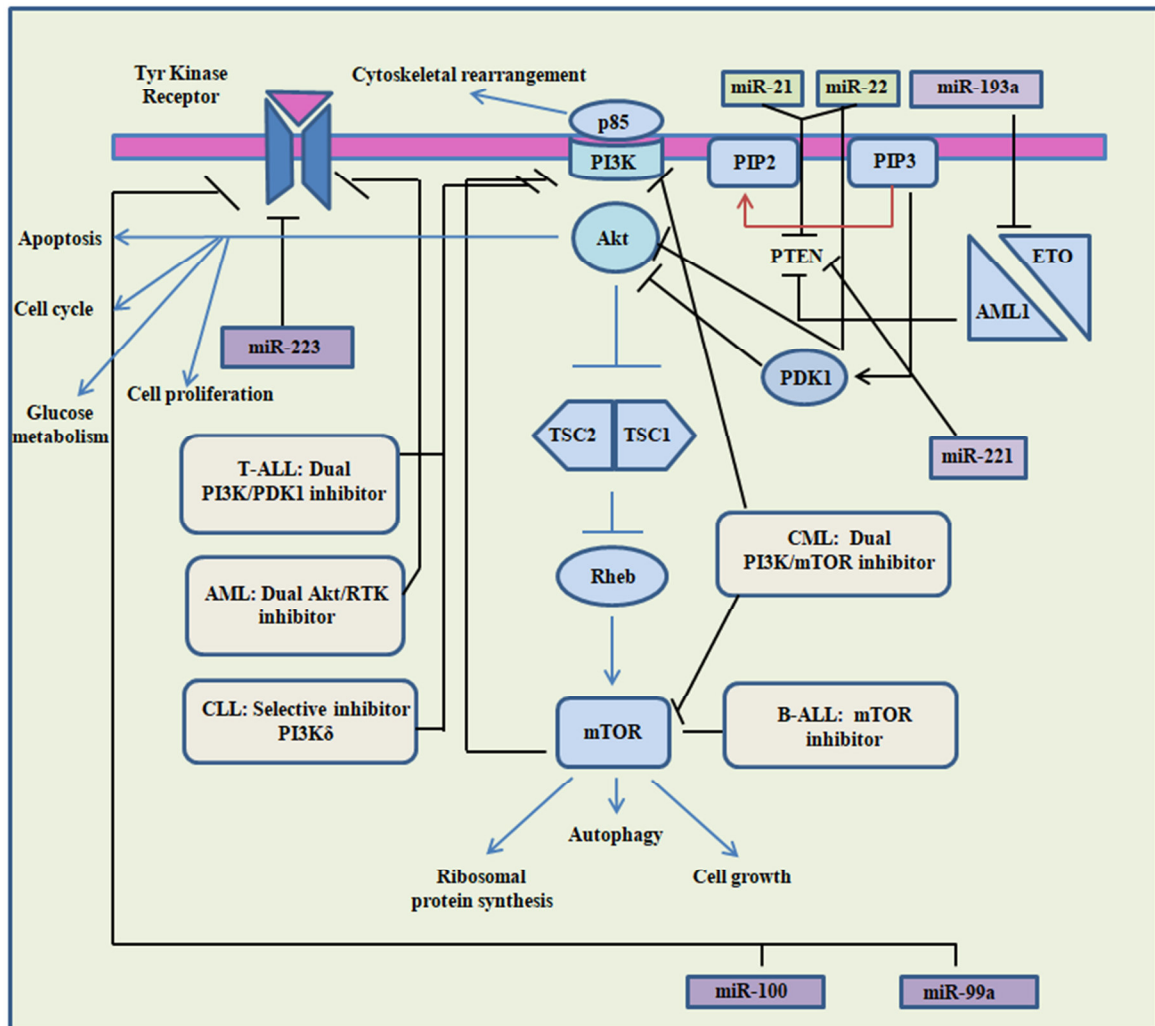 Tyr Kinase
Receptor
Cytoskeletal rearrangement
miR-21
miR-22
miR-193a
p85
PI3K
PIP2
PIP3
Apoptosis
Akt
PTEN
ETO
AML1
Cell cycle
miR-223
PDK1
Cell proliferation
Glucose
metabolism
TSC2
TSC1
miR-221
T-ALL: Dual
PI3K/PDK1 inhibitor
CML: Dual
PI3K/mTOR inhibitor
Rheb
AML: Dual Akt/RTK
inhibitor
CLL: Selective inhibitor
PI3Kδ
mTOR
B-ALL: mTOR
inhibitor
Autophagy
Ribosomal
protein synthesis
Cell growth
miR-100
miR-99a